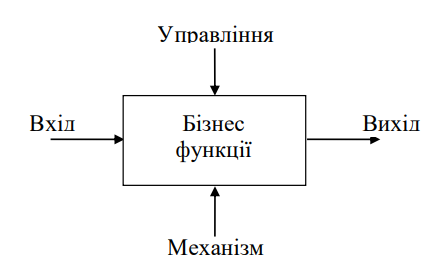 Управління
Вхід
Бізнес
функції
Вихід
Механізм